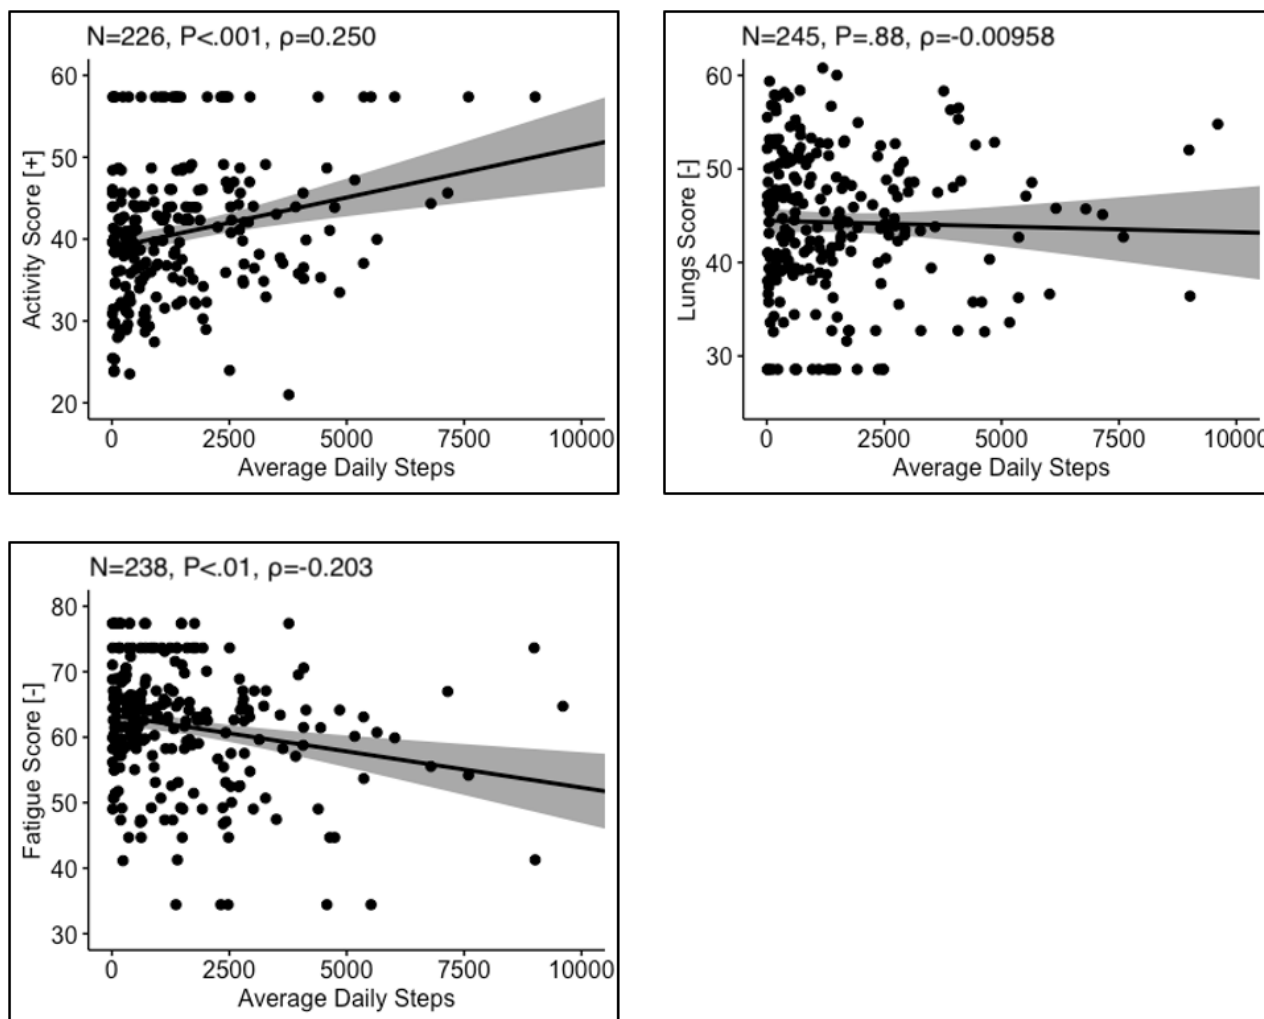 N=226, P<.001, ρ=0.250
60
50
40
30
20
Activity Score [+]
0 2500 5000 7500 10000
Average Daily Steps
N=245, P=.88, ρ=-0.00958
60
50
40
30
Lungs Score [-]
0 2500 5000 7500 10000
Average Daily Steps
N=238, P<.01, ρ=-0.203
80
70
60
50
40
30
Fatigue Score [-]
0 2500 5000 7500 10000
Average Daily Steps